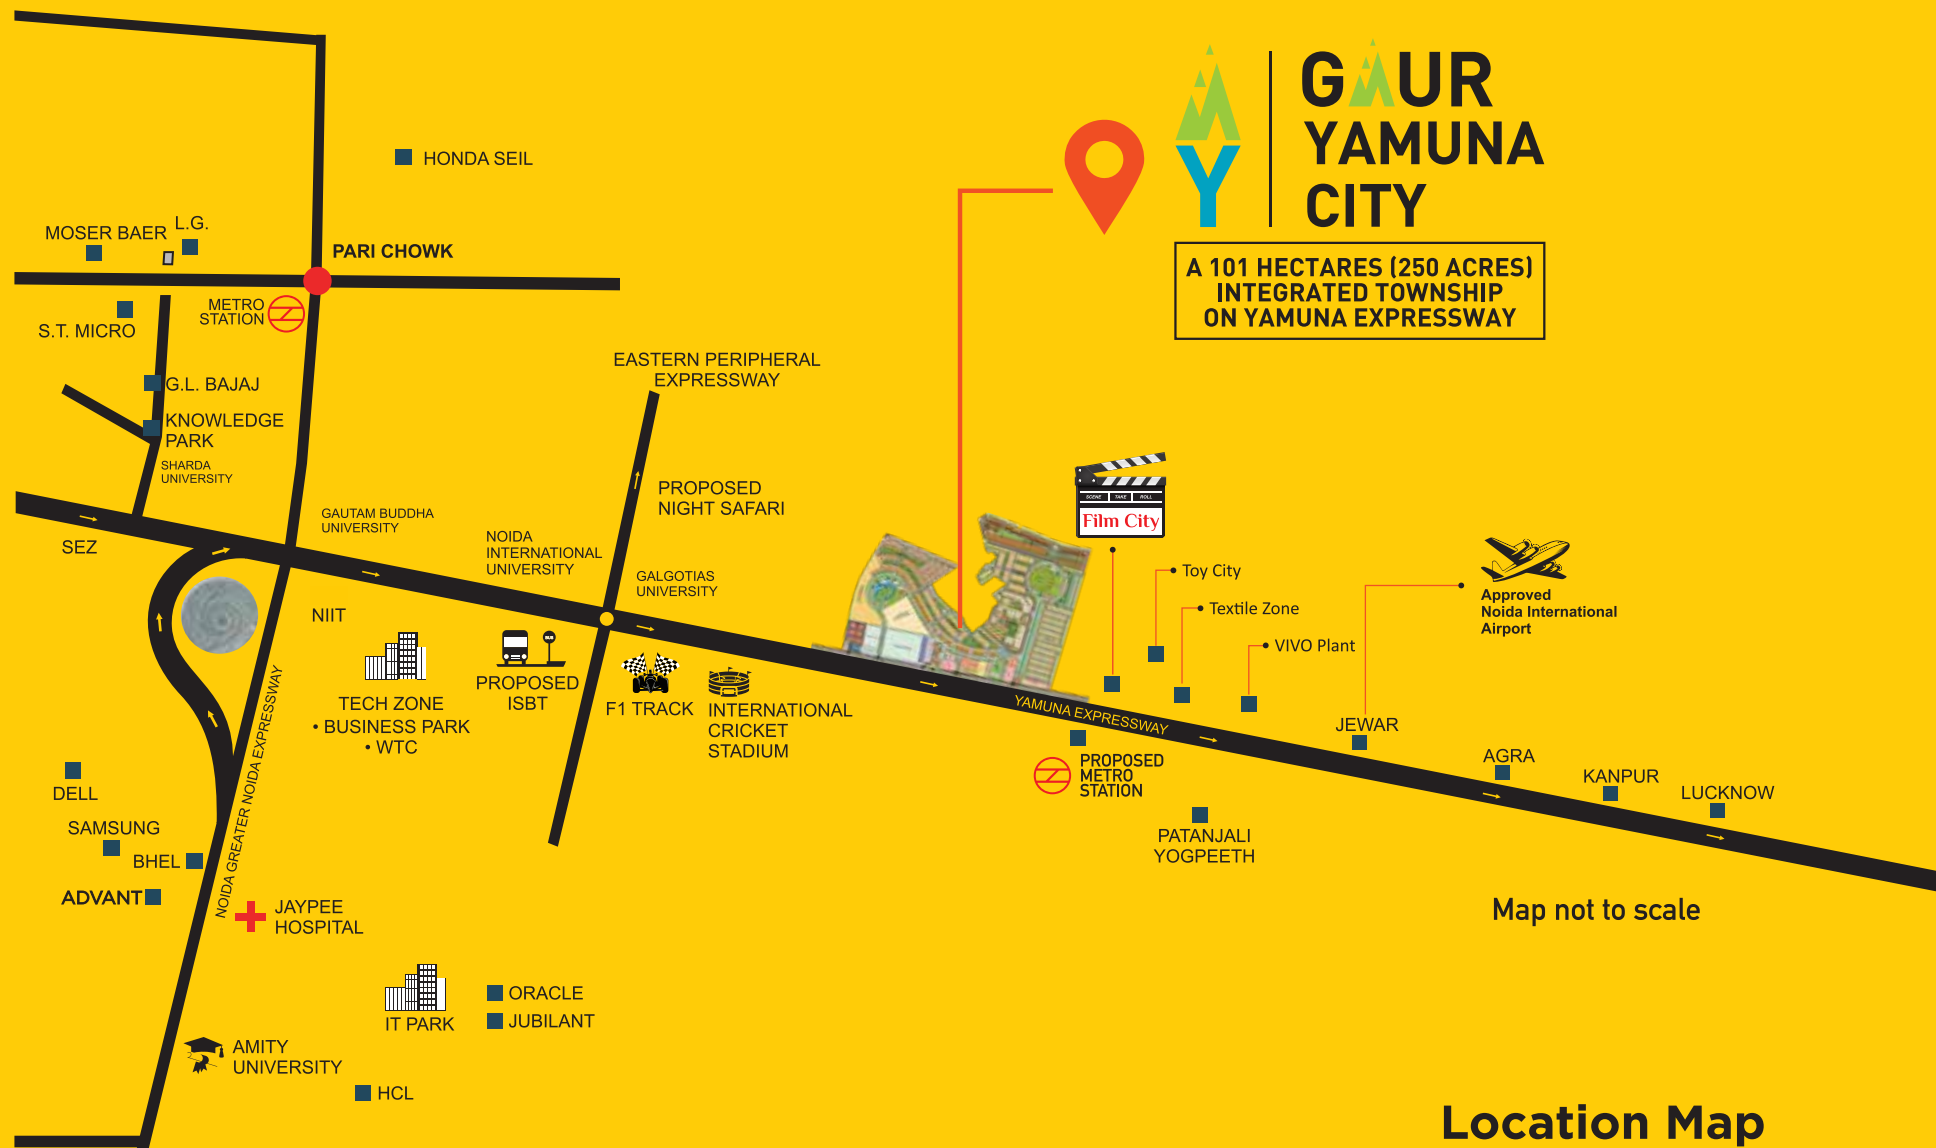 GAUR
YAMUNA
CITY
A 101 HECTARES (250 ACRES)
INTEGRATED TOWNSHIP
ON YAMUNA EXPRESSWAY
HONDA SEIL
MOSER BAER
L.G.
PARI CHOWK
METRO
STATION
S.T. MICRO
G.L. BAJAJ
KNOWLEDGE
PARK
SHARDA
UNIVERSITY
EASTERN PERIPHERAL
EXPRESSWAY
PROPOSED
NIGHT SAFARI
SEZ
GAUTAM BUDDHA
UNIVERSITY
NOIDA
INTERNATIONAL
UNIVERSITY
GALGOTIAS
UNIVERSITY
SCENE TAKE ROLL
Film City
Toy City
Textile Zone
VIVO Plant
Approved
Noida International
Airport
NIIT
TECH ZONE
• BUSINESS PARK
• WTC
BUS
PROPOSED
ISBT
F1 TRACK
INTERNATIONAL
CRICKET
STADIUM
YAMUNA EXPRESSWAY
JEWAR
AGRA
KANPUR
LUCKNOW
PROPOSED
METRO
STATION
PATANJALI
YOGPEETH
NOIDA GREATER NOIDA EXPRESSWAY
DELL
SAMSUNG
BHEL
ADVANT
JAYPEE
HOSPITAL
Map not to scale
IT PARK
ORACLE
JUBILANT
AMITY
UNIVERSITY
HCL
Location Map